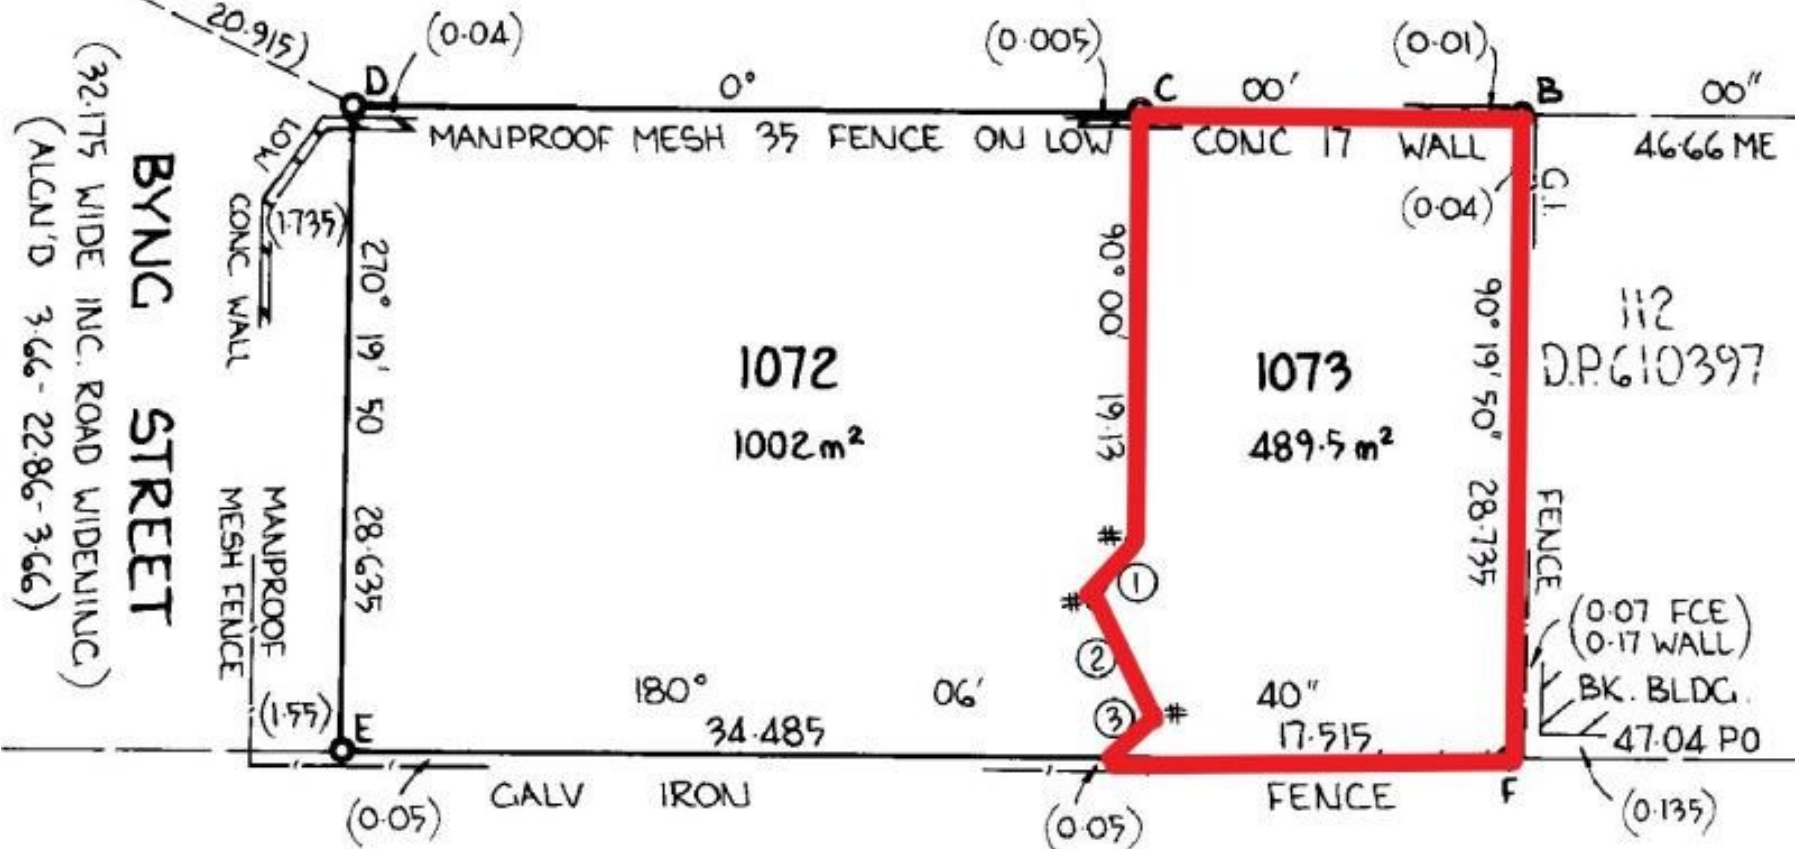 20.915)
(0.04)
(0.005)
(0.01)
D
0°
C
00'
B
00"
MANPROOF MESH 35 FENCE ON LOW CONC 17 WALL
46.66 ME
LOW
CONC WALL
(1.735)
G.I.
(0.04)
BYNG STREET
(32.175 WIDE INC. ROAD WIDENING)
(ALGN'D 3.66 - 22.86 - 3.66)
270° 19' 50
28.635
90° 00'
19.13
90° 19' 50"
28.735
1072
1002 m²
1073
489.5 m²
112
D.P. 610397
MANPROOF
MESH FENCE
FENCE
#
1
#
2
3
#
(0.07 FCE
0.17 WALL)
BK. BLDG.
47.04 PO
180° 06' 40"
34.485
17.515
(1.55)
E
F
GALV IRON FENCE
(0.05)
(0.05)
(0.135)